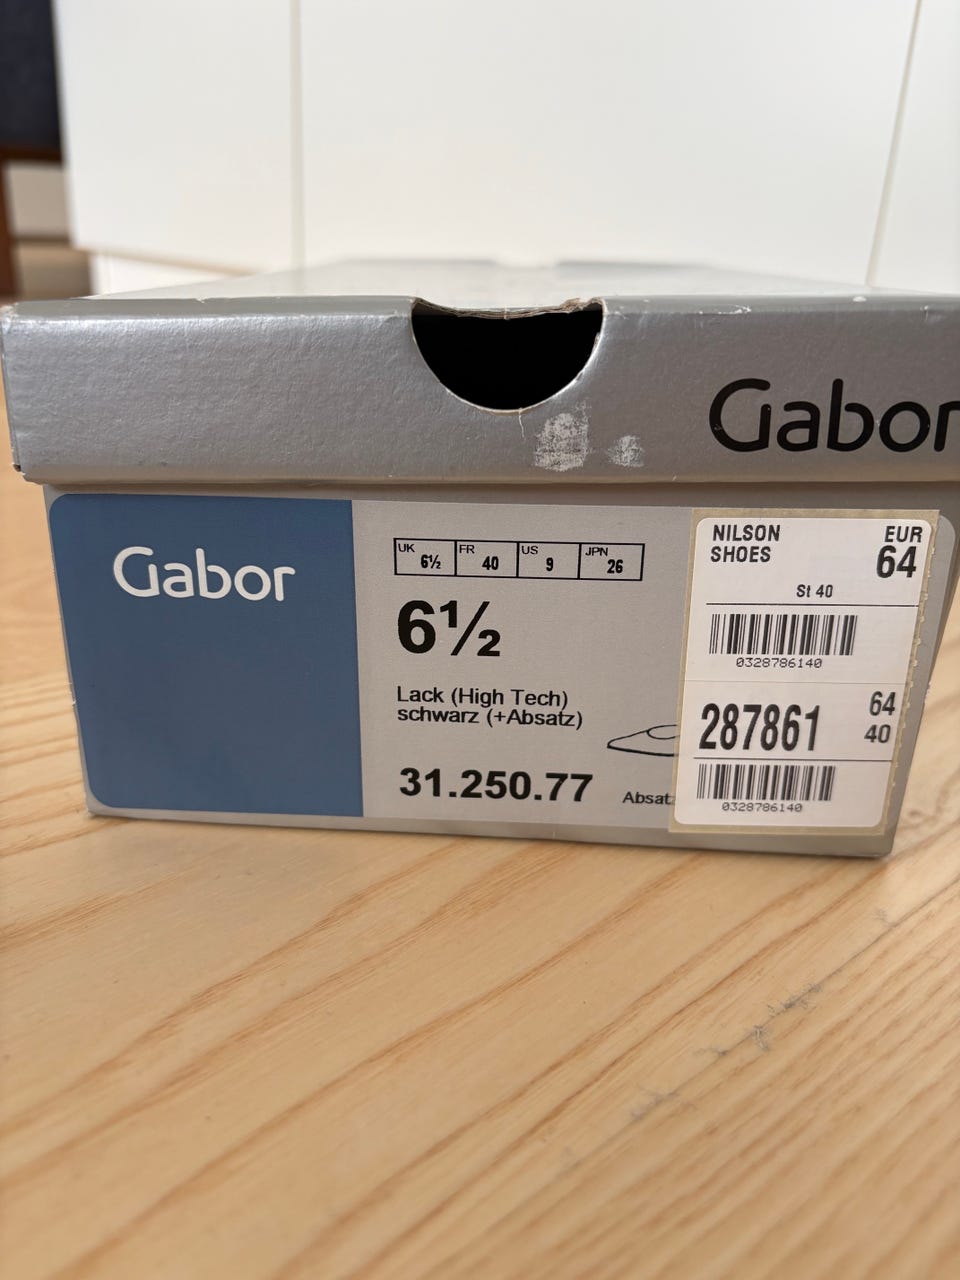 Gabor
Gabor
UK 6½ FR 40 US 9 JPN 26
6½
Lack (High Tech)
schwarz (+Absatz)
31.250.77
NILSON EUR
SHOES 64
St 40
0328786140
287861 64
40
0328786140